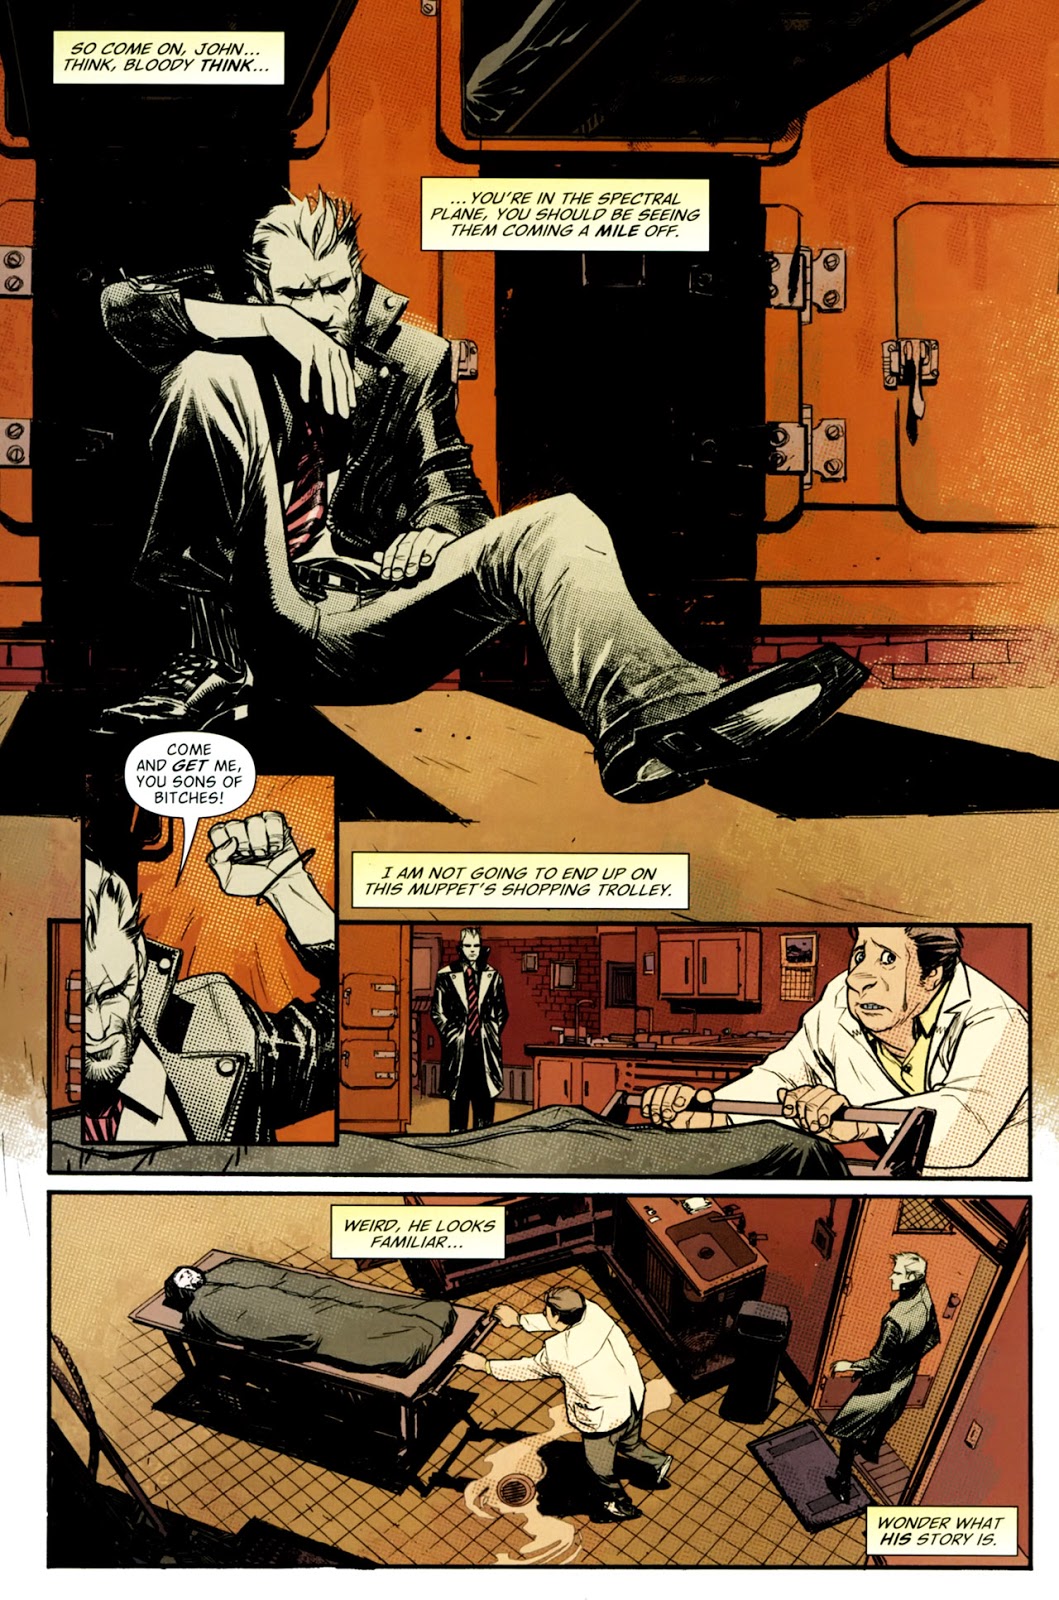 SO COME ON, JOHN...
THINK, BLOODY THINK...
...YOU'RE IN THE SPECTRAL
PLANE, YOU SHOULD BE SEEING
THEM COMING A MILE OFF.
COME
AND GET ME,
YOU SONS OF
BITCHES!
I AM NOT GOING TO END UP ON
THIS MUPPET'S SHOPPING TROLLEY.
WEIRD, HE LOOKS
FAMILIAR...
WONDER WHAT
HIS STORY IS.